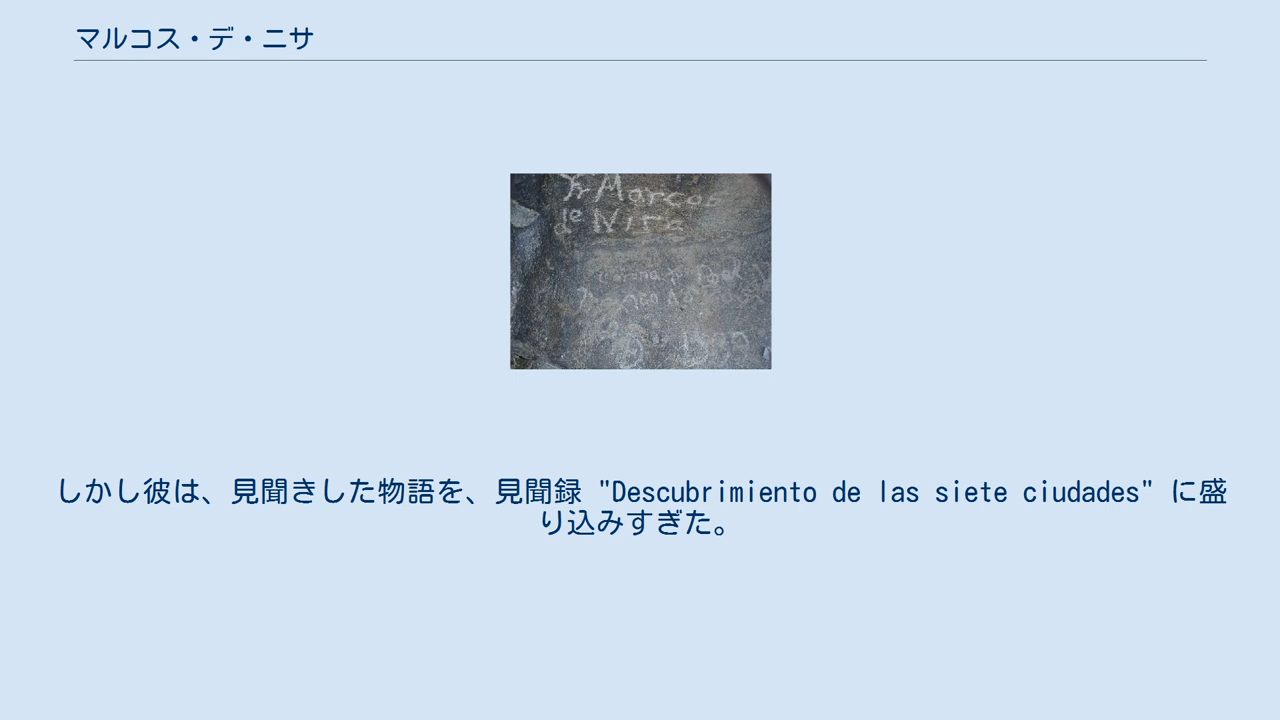 マルコス・デ・ニサ
Fr Marcos
de Niza
しかし彼は、見聞きした物語を、見聞録 "Descubrimiento de las siete ciudades" に盛
り込みすぎた。